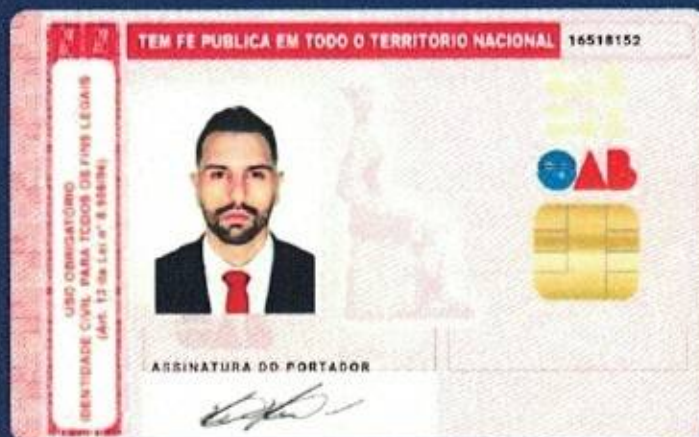 TEM FE PUBLICA EM TODO O TERRITORIO NACIONAL 16518152
USO OBRIGATÓRIO
IDENTIDADE CIVIL PARA TODOS OS FINS LEGAIS
(Art. 13 da Lei nº 8.906/94)
OAB
ASSINATURA DO PORTADOR